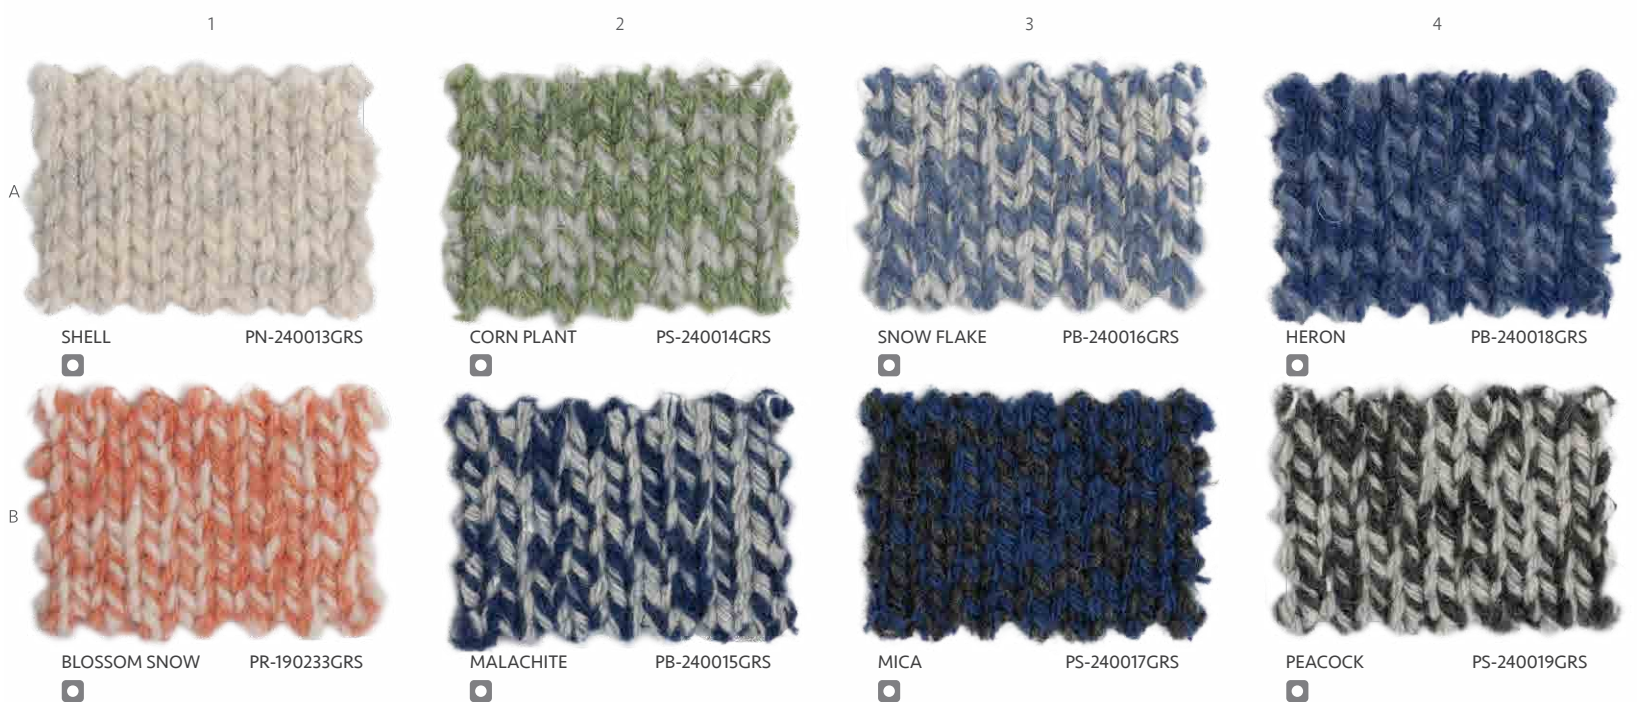 1 2 3 4
A
SHELL PN-240013GRS CORN PLANT PS-240014GRS SNOW FLAKE PB-240016GRS HERON PB-240018GRS
B
BLOSSOM SNOW PR-190233GRS MALACHITE PB-240015GRS MICA PS-240017GRS PEACOCK PS-240019GRS